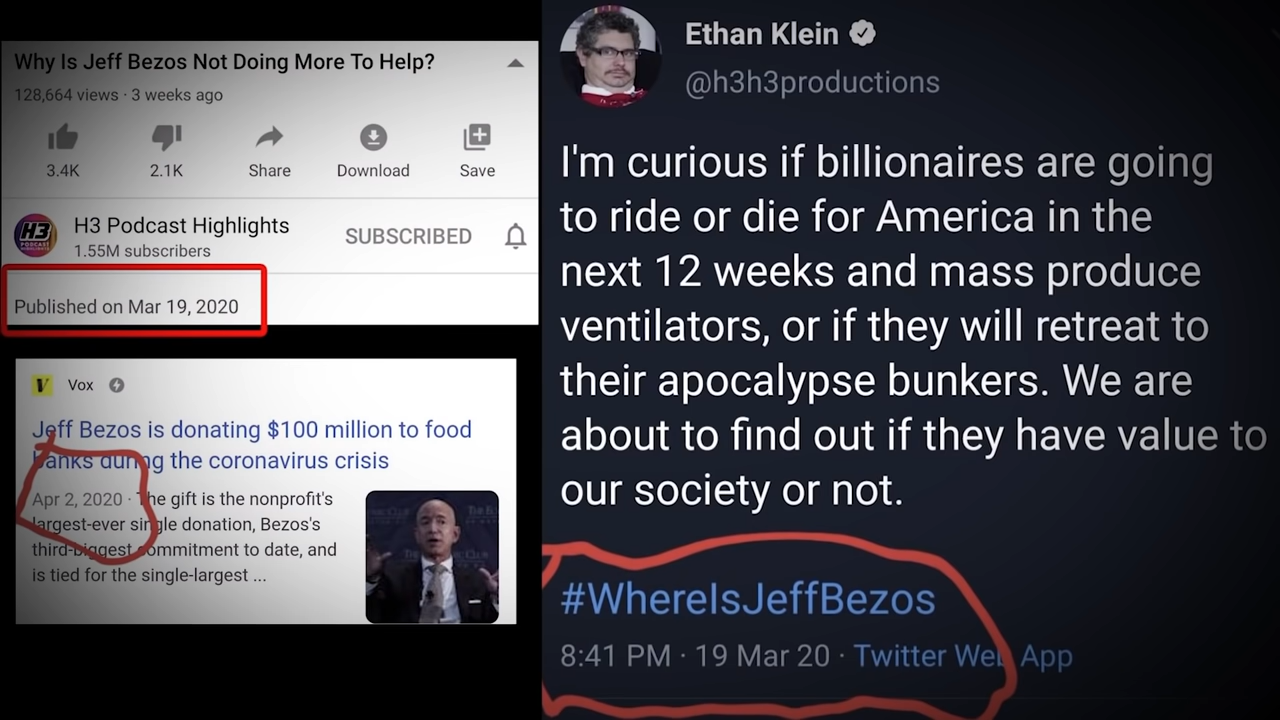 Why Is Jeff Bezos Not Doing More To Help?
128,664 views · 3 weeks ago
3.4K 2.1K Share Download Save
H3 PODCAST HIGHLIGHTS
H3 Podcast Highlights
1.55M subscribers
SUBSCRIBED
Published on Mar 19, 2020
V Vox
Jeff Bezos is donating $100 million to food
banks during the coronavirus crisis
Apr 2, 2020 · The gift is the nonprofit's
largest-ever single donation, Bezos's
third-biggest commitment to date, and
is tied for the single-largest ...
Ethan Klein
@h3h3productions
I'm curious if billionaires are going
to ride or die for America in the
next 12 weeks and mass produce
ventilators, or if they will retreat to
their apocalypse bunkers. We are
about to find out if they have value to
our society or not.
#WhereIsJeffBezos
8:41 PM · 19 Mar 20 · Twitter Web App